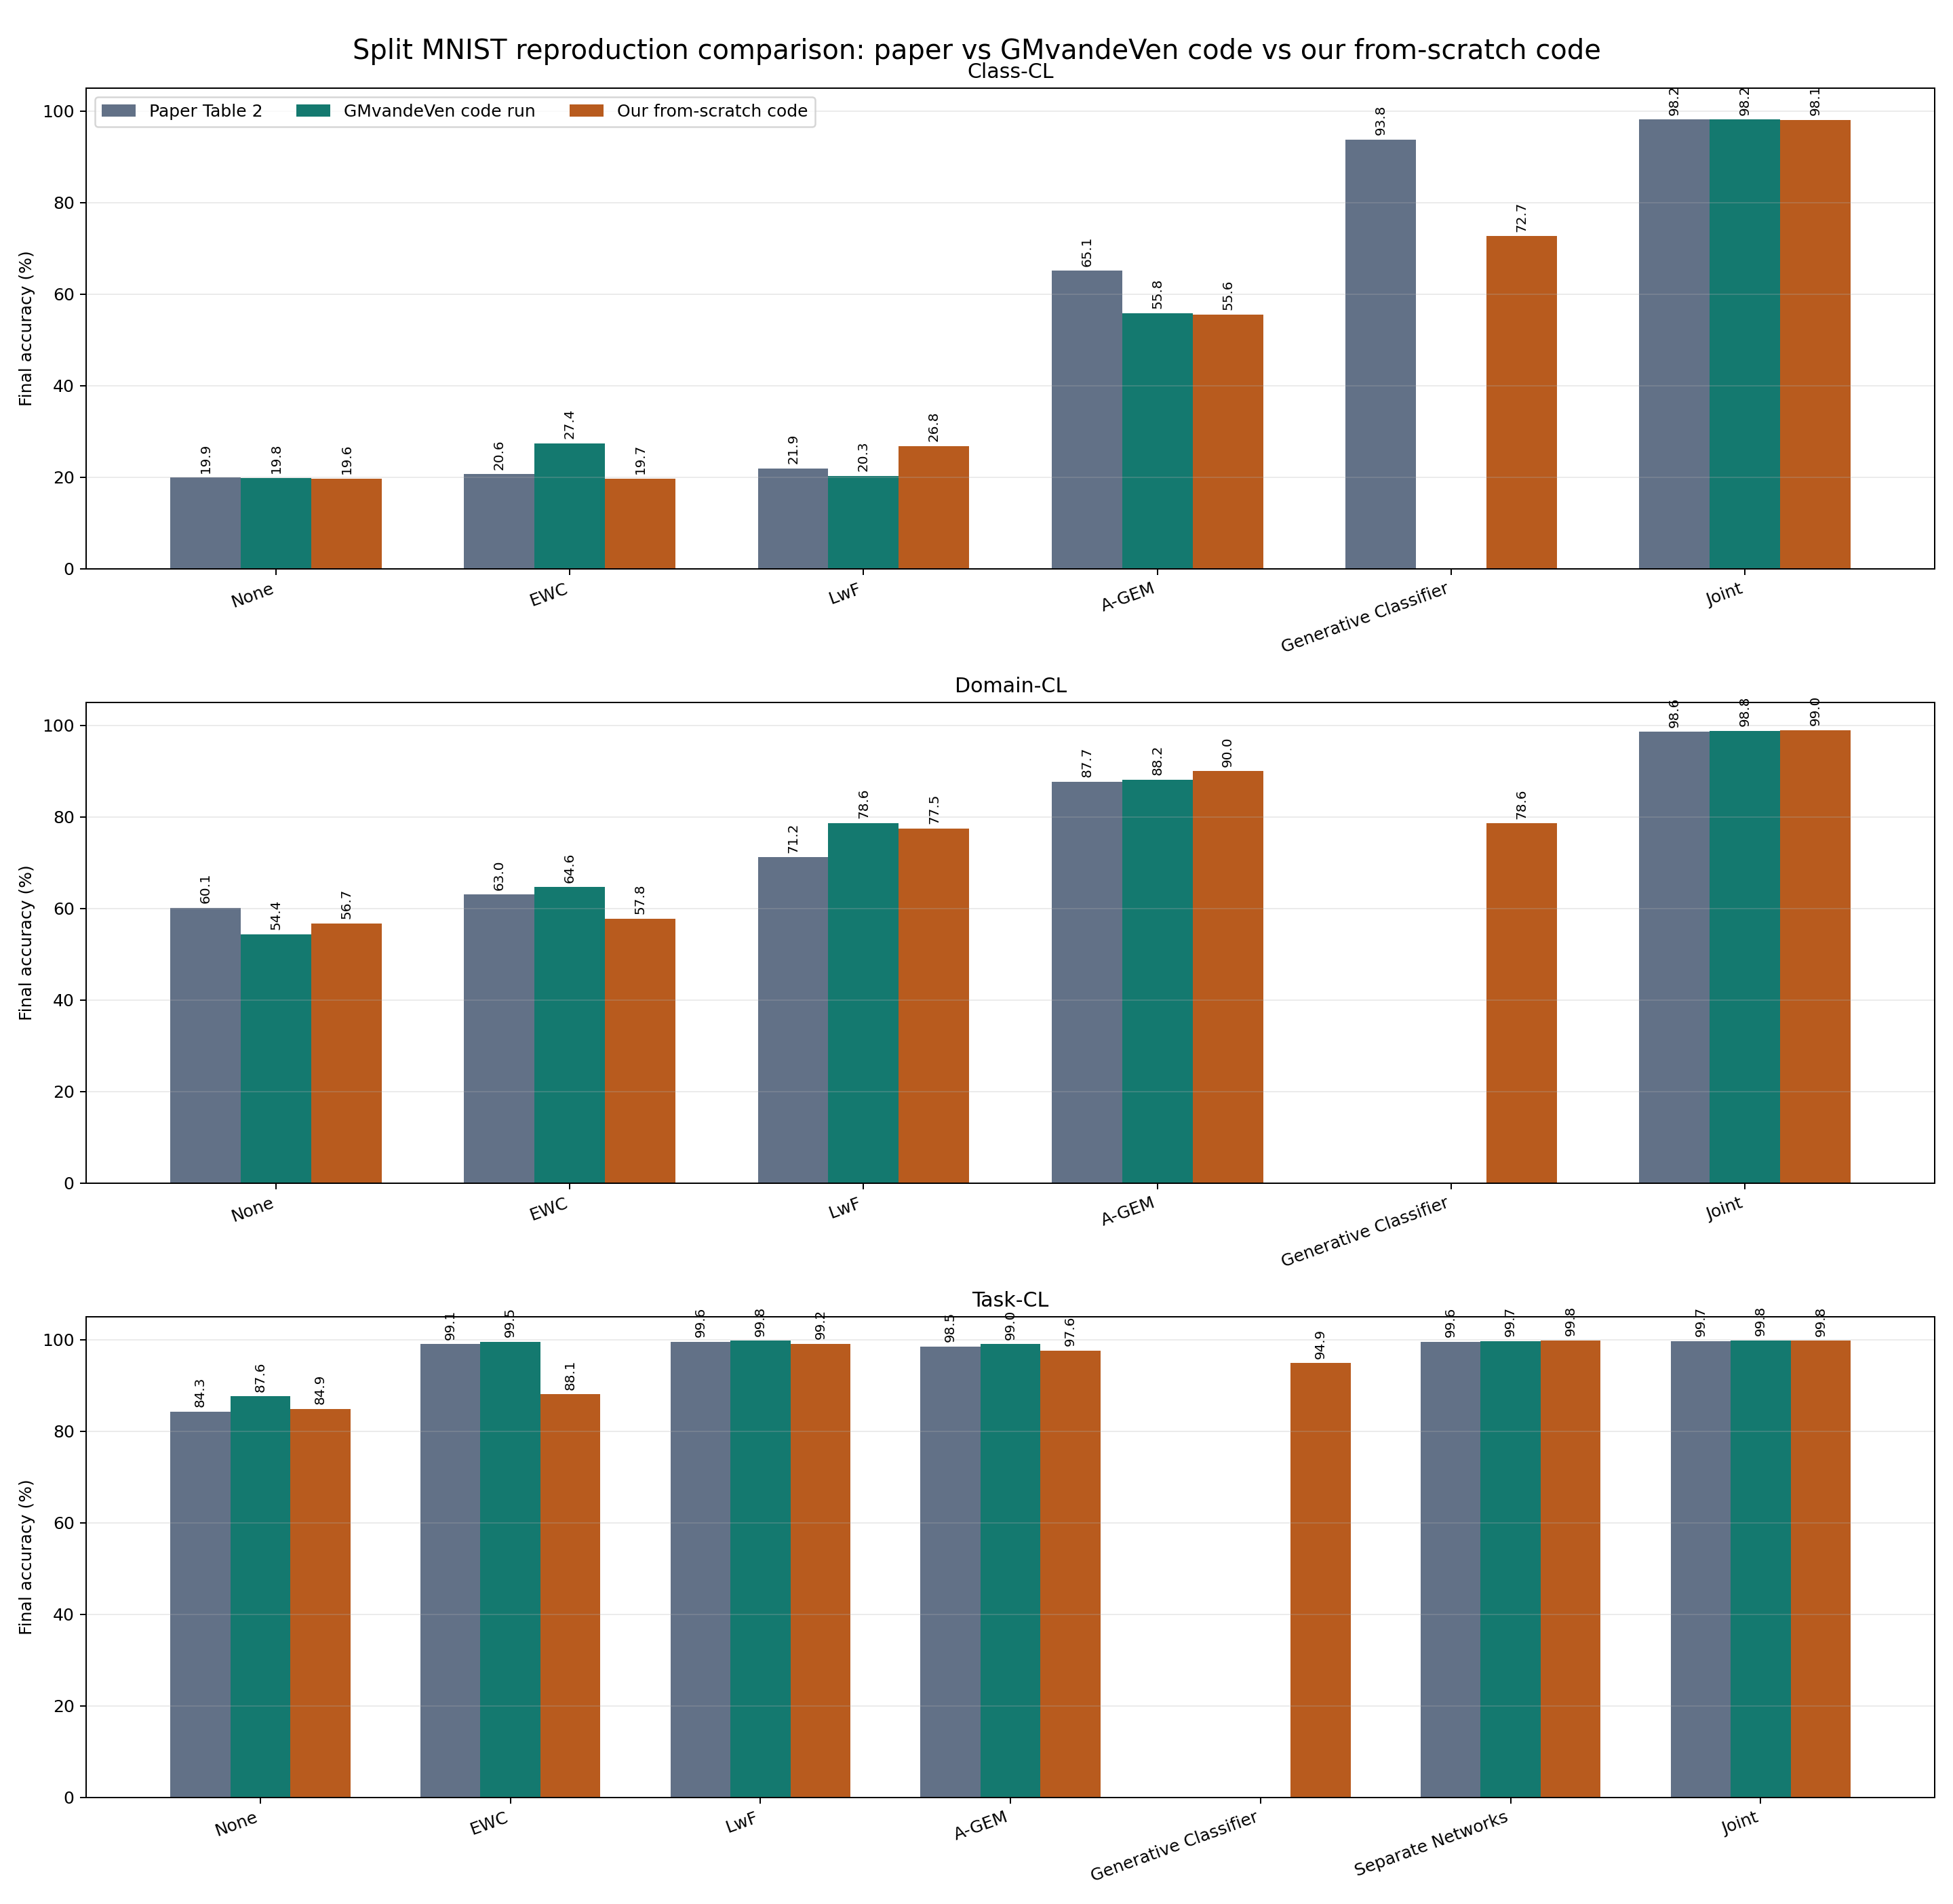 Split MNIST reproduction comparison: paper vs GMvandeVen code vs our from-scratch code
Class-CL
Paper Table 2 GMvandeVen code run Our from-scratch code
Final accuracy (%)
100
80
60
40
20
0
19.9 19.8 19.6 20.6 27.4 19.7 21.9 20.3 26.8 65.1 55.8 55.6 93.8 72.7 98.2 98.2 98.1
None EWC LwF A-GEM Generative Classifier Joint
Domain-CL
Final accuracy (%)
100
80
60
40
20
0
60.1 54.4 56.7 63.0 64.6 57.8 71.2 78.6 77.5 87.7 88.2 90.0 78.6 98.6 98.8 99.0
None EWC LwF A-GEM Generative Classifier Joint
Task-CL
Final accuracy (%)
100
80
60
40
20
0
84.3 87.6 84.9 99.1 99.5 88.1 99.6 99.8 99.2 98.5 99.0 97.6 94.9 99.6 99.7 99.8 99.7 99.8 99.8
None EWC LwF A-GEM Generative Classifier Separate Networks Joint